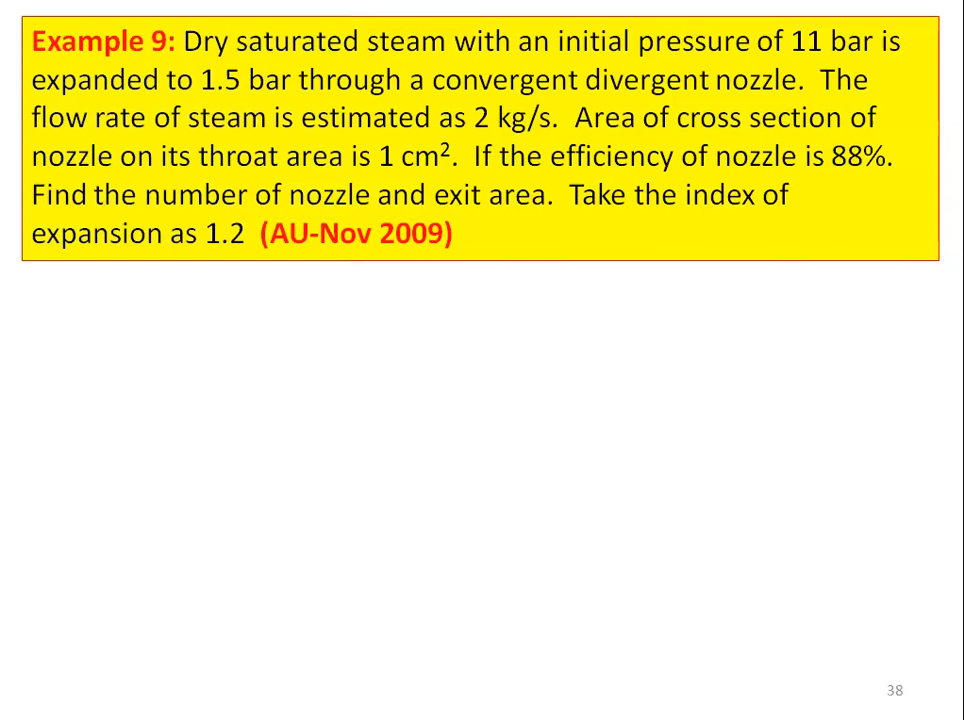 Example 9: Dry saturated steam with an initial pressure of 11 bar is
expanded to 1.5 bar through a convergent divergent nozzle. The
flow rate of steam is estimated as 2 kg/s. Area of cross section of
nozzle on its throat area is 1 cm². If the efficiency of nozzle is 88%.
Find the number of nozzle and exit area. Take the index of
expansion as 1.2 (AU-Nov 2009)
38